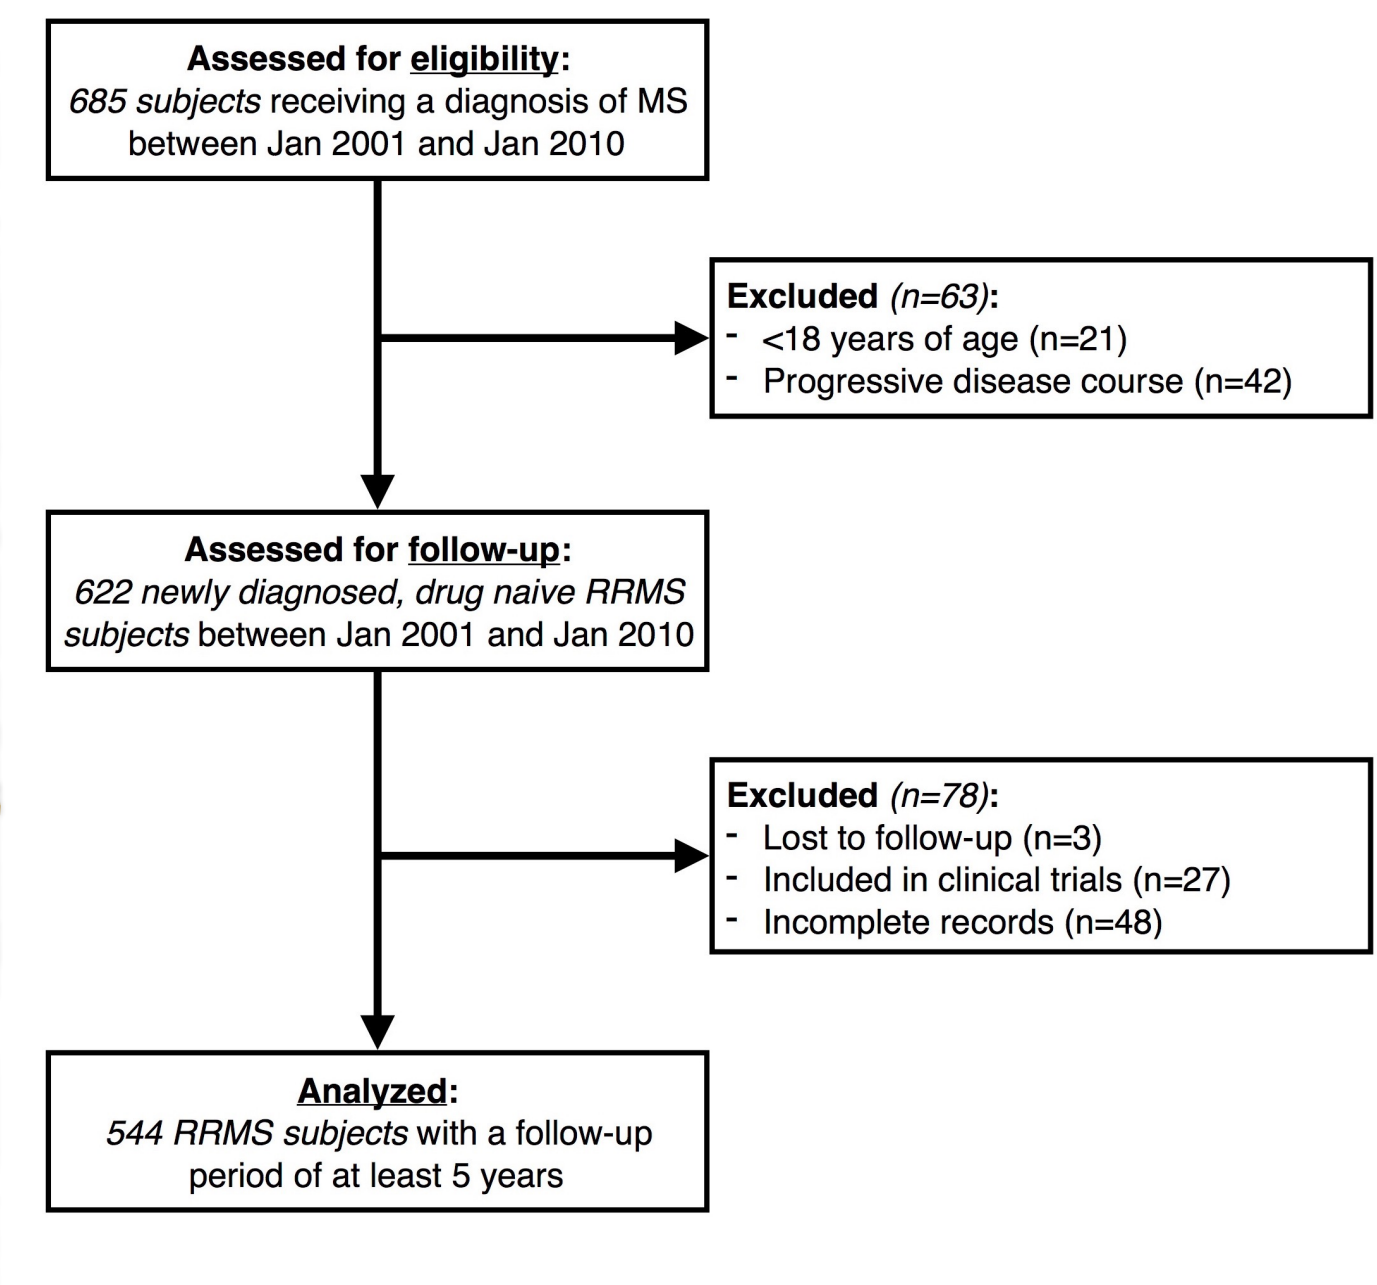 Assessed for eligibility:
685 subjects receiving a diagnosis of MS
between Jan 2001 and Jan 2010
Excluded (n=63):
- <18 years of age (n=21)
- Progressive disease course (n=42)
Assessed for follow-up:
622 newly diagnosed, drug naive RRMS
subjects between Jan 2001 and Jan 2010
Excluded (n=78):
- Lost to follow-up (n=3)
- Included in clinical trials (n=27)
- Incomplete records (n=48)
Analyzed:
544 RRMS subjects with a follow-up
period of at least 5 years